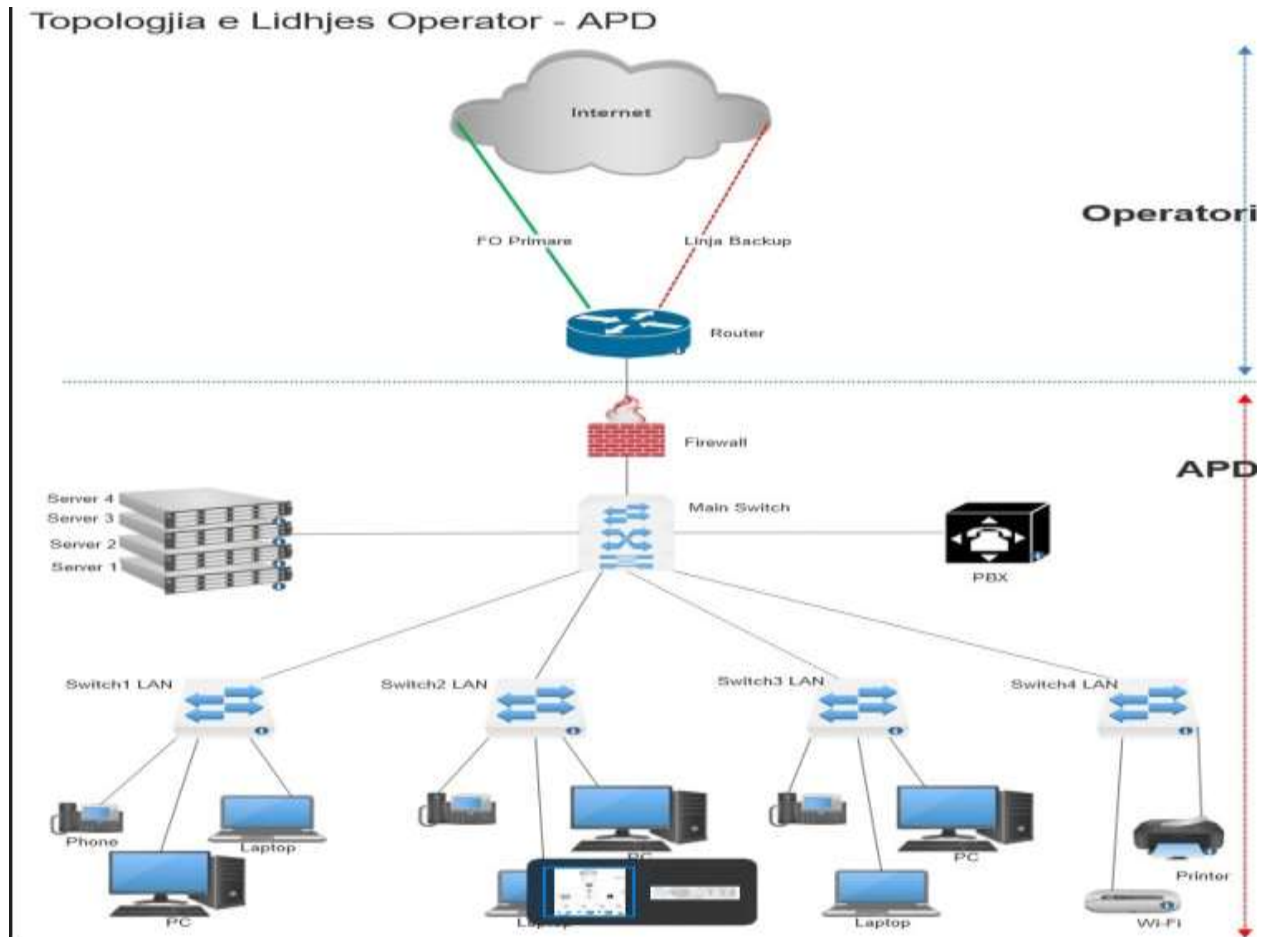 Topologjia e Lidhjes Operator - APD
Internet
Operatori
FO Primare
Linja Backup
Router
Firewall
APD
Server 4
Server 3
Server 2
Server 1
Main Switch
PBX
Switch1 LAN
Switch2 LAN
Switch3 LAN
Switch4 LAN
Phone
Laptop
PC
PC
Laptop
PC
Laptop
Printer
Wi-Fi